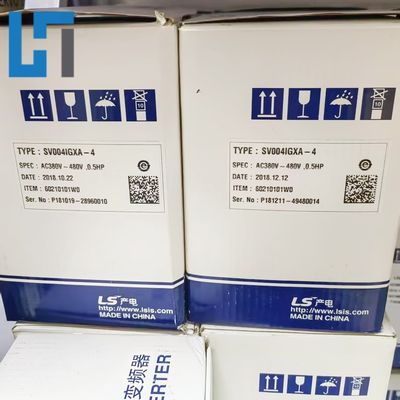 HT
TYPE : SV004IGXA-4
SPEC : AC380V~480V ,0.5HP
DATE : 2018.10.22
ITEM : 60210101W0
Ser. No : P181019-28960010
LS产电
http://www.lsis.com
MADE IN CHINA
10
TYPE : SV004IGXA-4
SPEC : AC380V~480V ,0.5HP
DATE : 2018.12.12
ITEM : 60210101W0
Ser. No : P181211-49480014
LS产电
http://www.lsis.com
MADE IN CHINA
10
变频器
ERTER